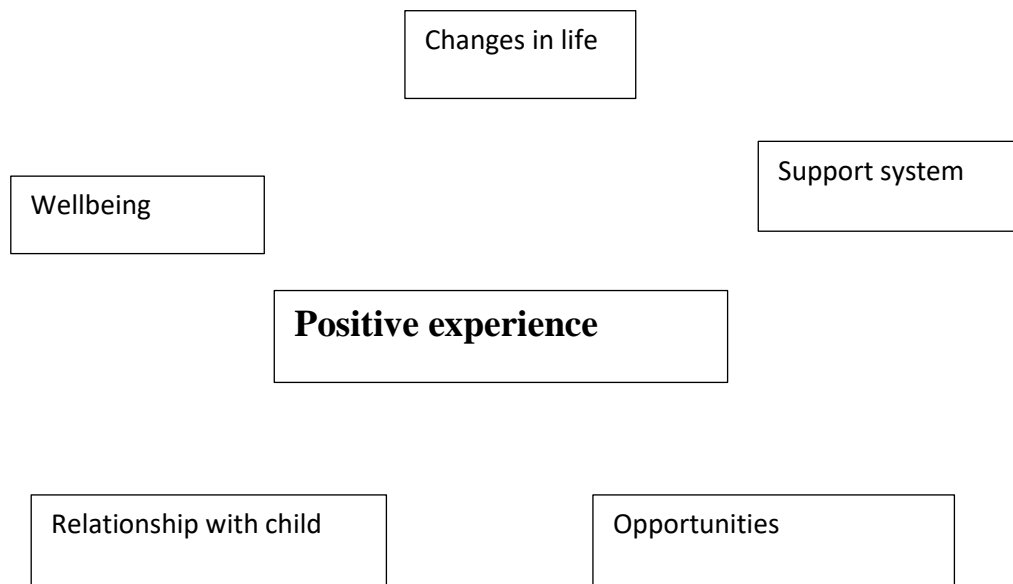 Changes in life
Support system
Wellbeing
Positive experience
Relationship with child
Opportunities